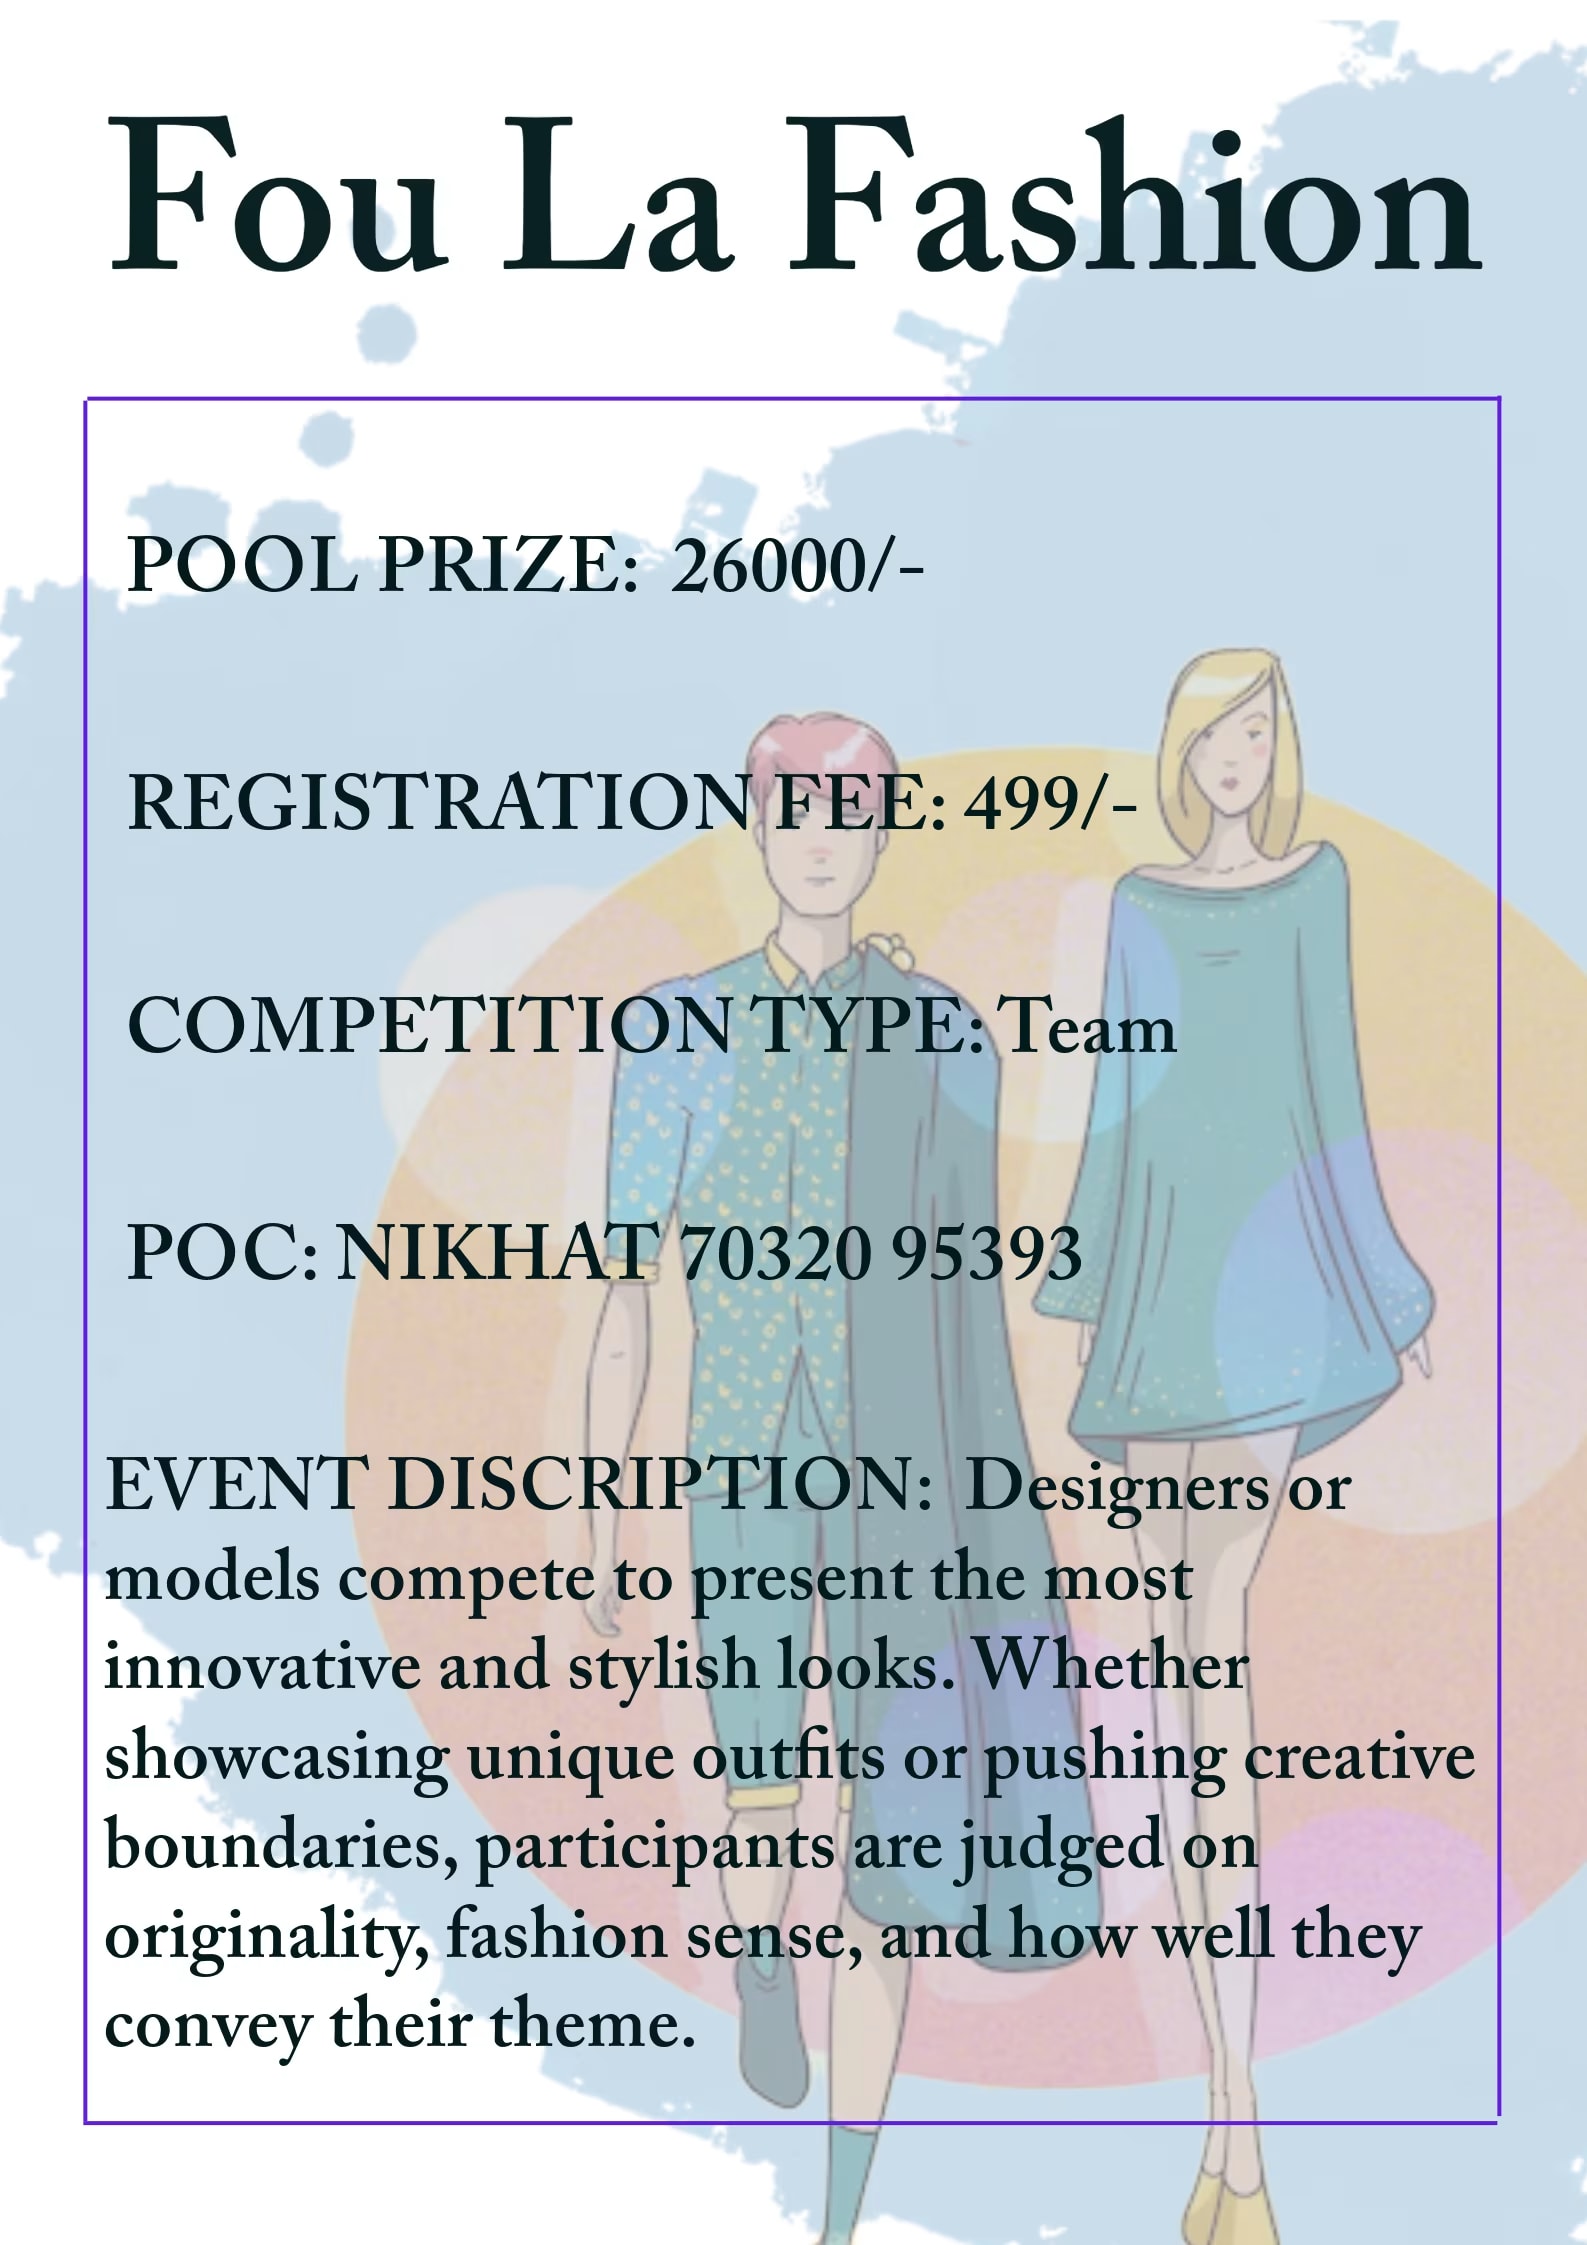 Fou La Fashion
POOL PRIZE: 26000/-
REGISTRATION FEE: 499/-
COMPETITION TYPE: Team
POC: NIKHAT 70320 95393
EVENT DISCRIPTION: Designers or
models compete to present the most
innovative and stylish looks. Whether
showcasing unique outfits or pushing creative
boundaries, participants are judged on
originality, fashion sense, and how well they
convey their theme.